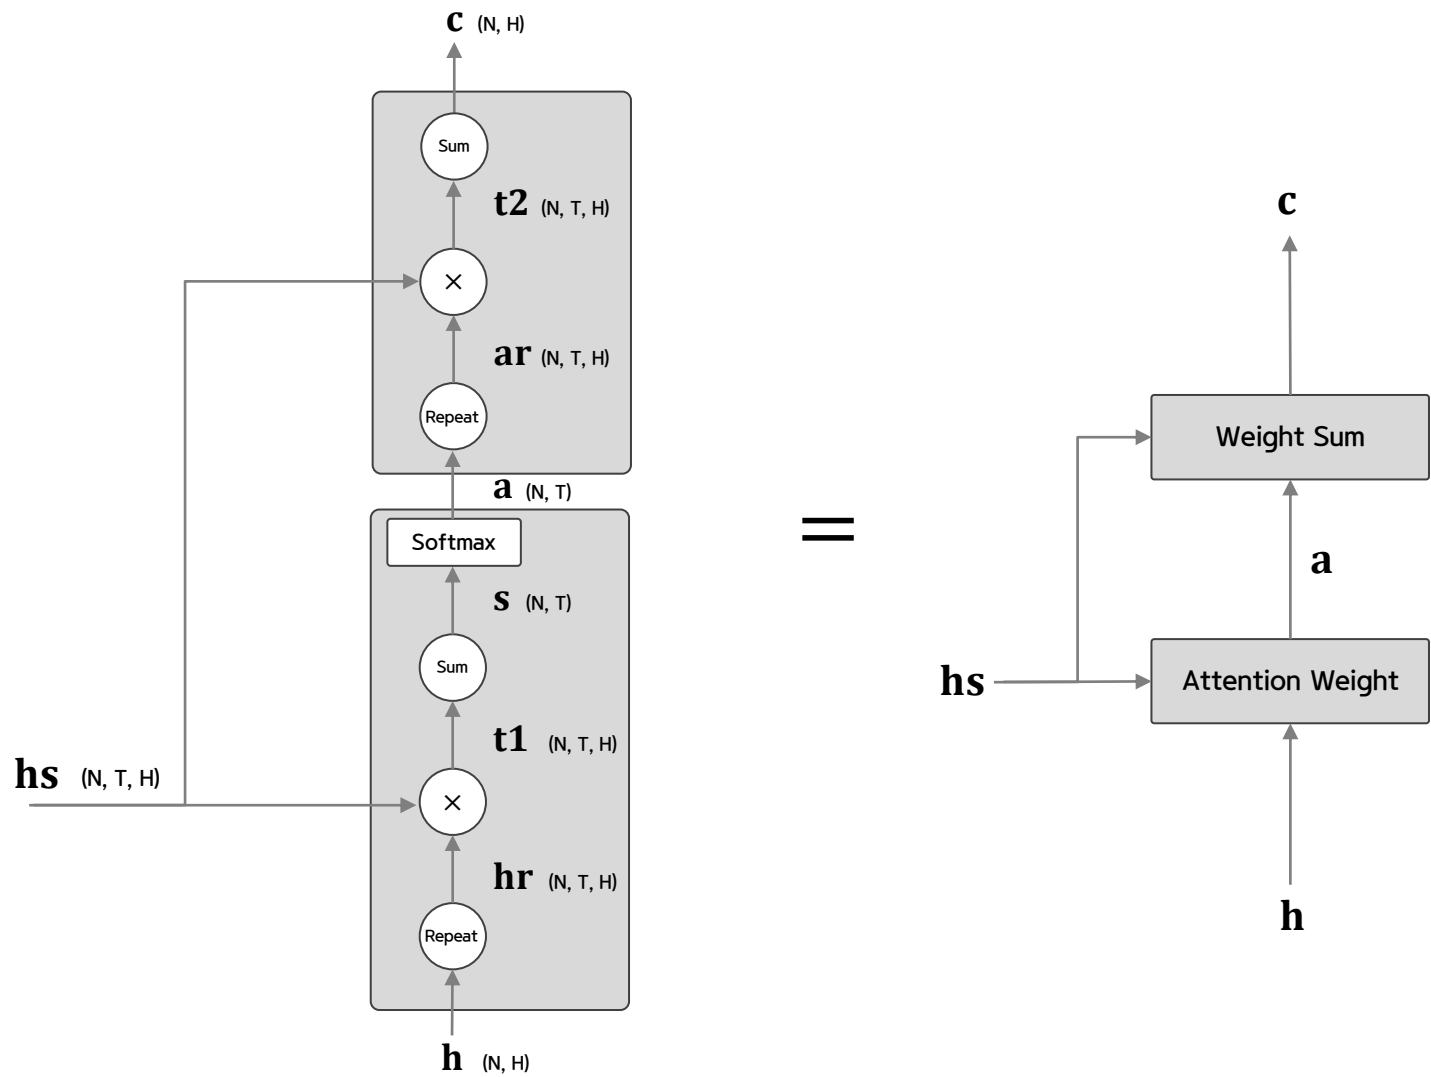 c (N, H)
Sum
t2 (N, T, H)
×
ar (N, T, H)
Repeat
a (N, T)
Softmax
s (N, T)
Sum
t1 (N, T, H)
hs (N, T, H)
×
hr (N, T, H)
Repeat
h (N, H)
=
c
Weight Sum
a
hs
Attention Weight
h